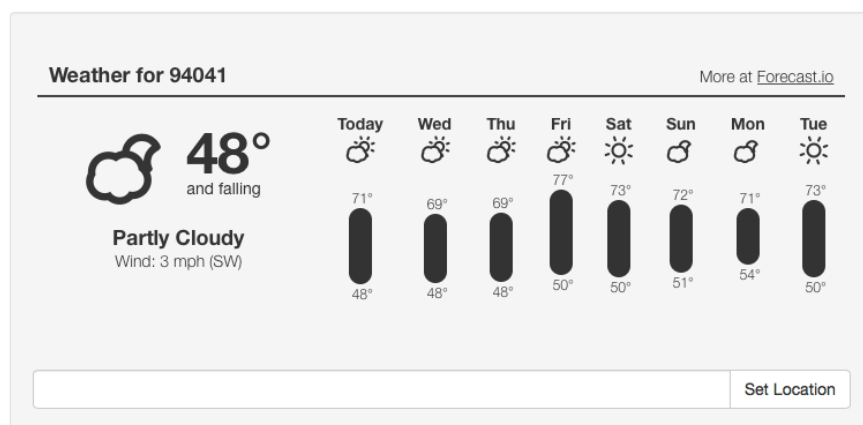 Weather for 94041
More at Forecast.io
48°
and falling
Partly Cloudy
Wind: 3 mph (SW)
Today Wed Thu Fri Sat Sun Mon Tue
71° 69° 69° 77° 73° 72° 71° 73°
48° 48° 48° 50° 50° 51° 54° 50°
Set Location